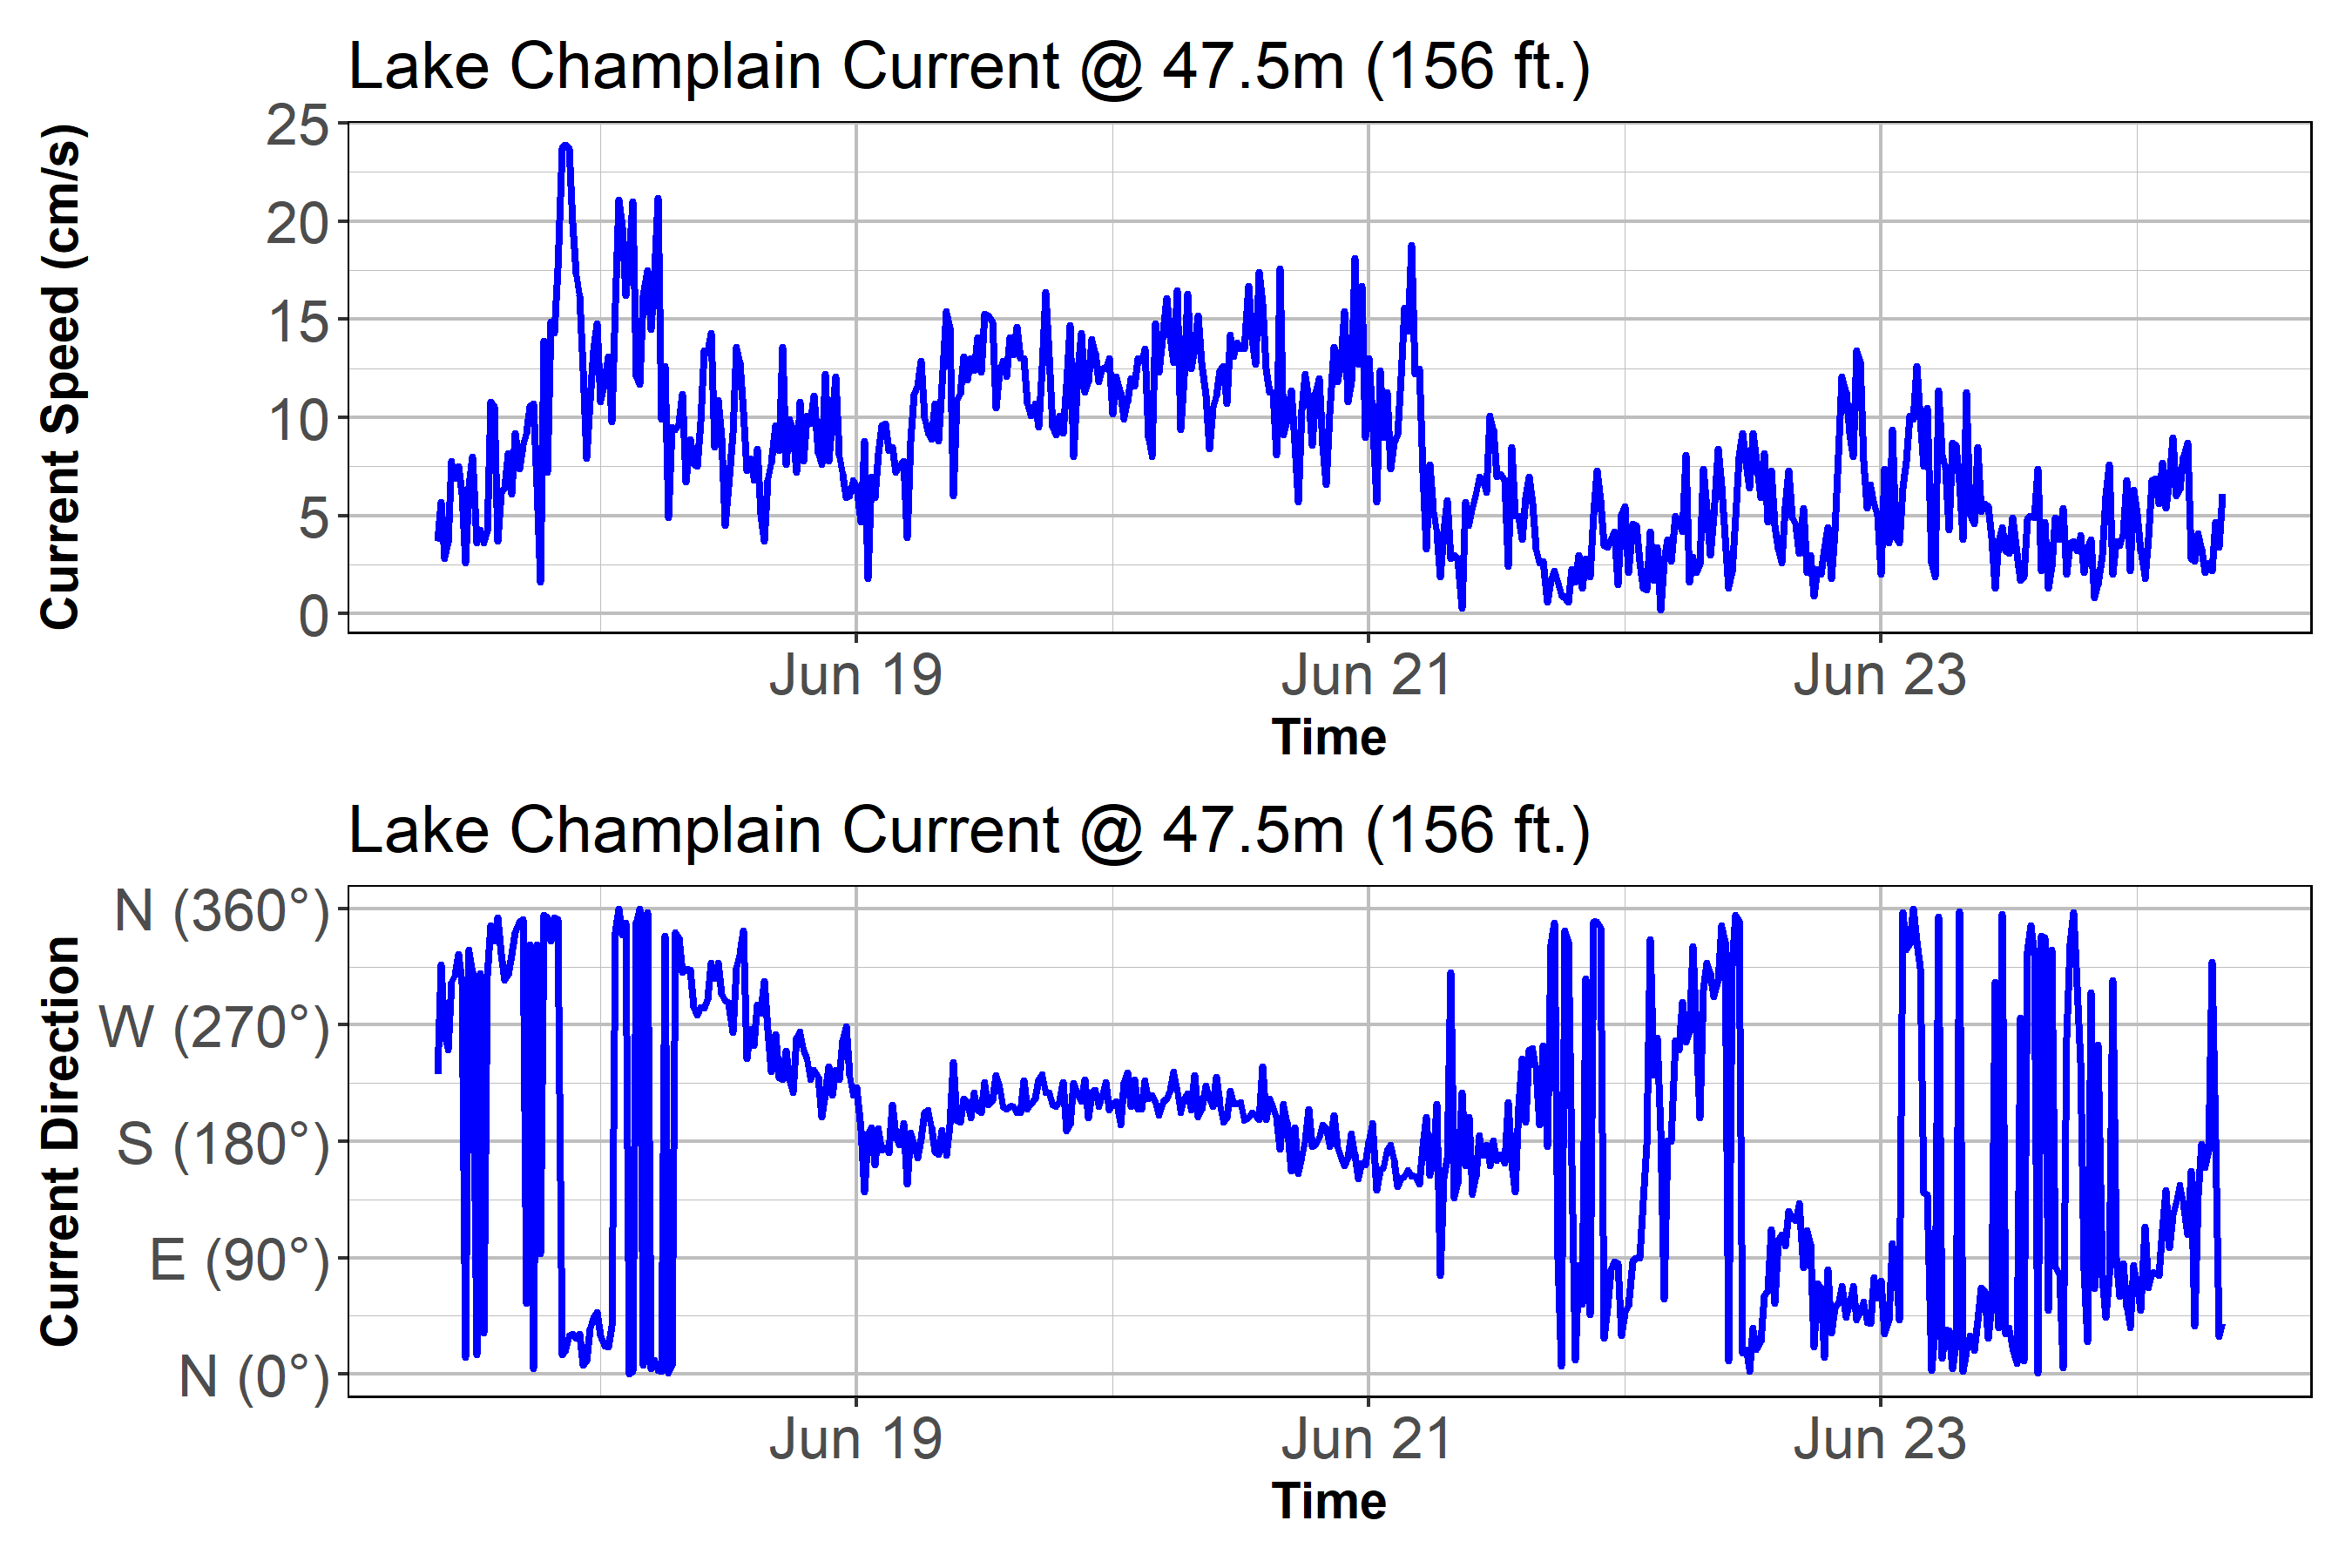 Lake Champlain Current @ 47.5m (156 ft.)
Current Speed (cm/s)
25
20
15
10
5
0
Jun 19 Jun 21 Jun 23
Time
Lake Champlain Current @ 47.5m (156 ft.)
Current Direction
N (360°)
W (270°)
S (180°)
E (90°)
N (0°)
Jun 19 Jun 21 Jun 23
Time